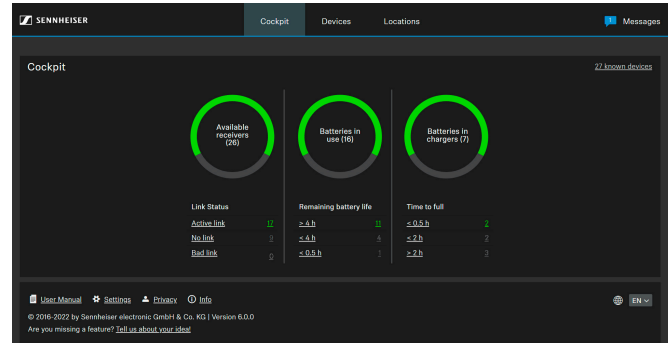 SENNHEISER
Cockpit Devices Locations
Messages
Cockpit
27 known devices
Available
receivers
(26)
Batteries in
use (16)
Batteries in
chargers (7)
Link Status
Active link 17
No link 9
Bad link 0
Remaining battery life
> 4 h 11
< 4 h 4
< 0.5 h 1
Time to full
< 0.5 h 2
< 2 h 2
> 2 h 3
User Manual Settings Privacy Info
EN
© 2016-2022 by Sennheiser electronic GmbH & Co. KG | Version 6.0.0
Are you missing a feature? Tell us about your idea!